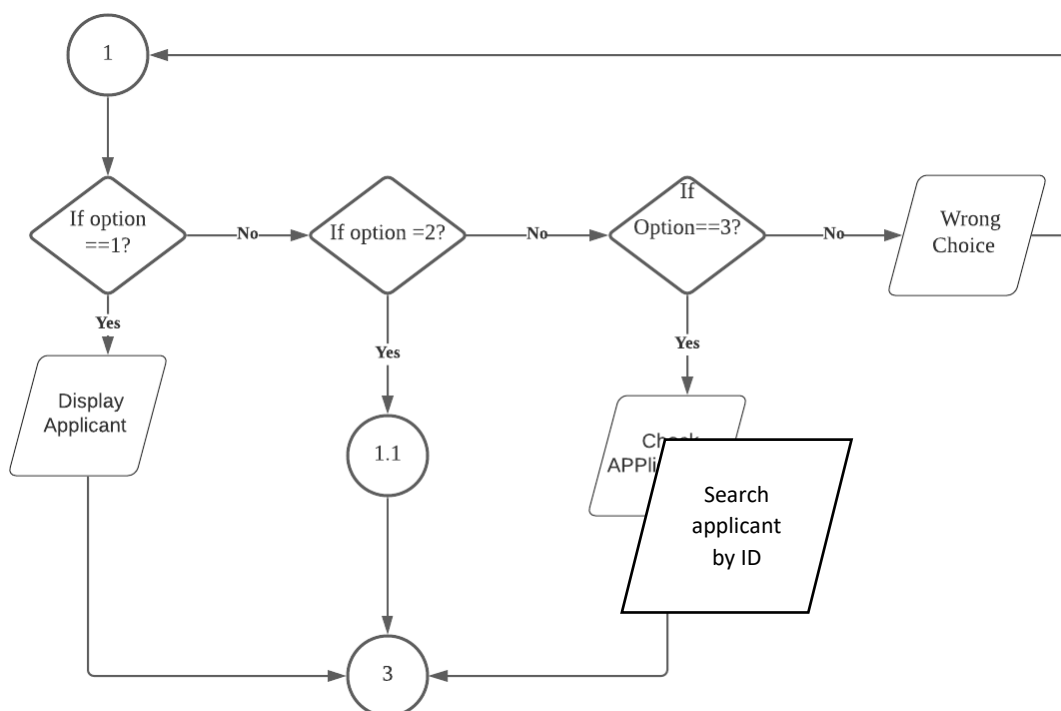 1
If option
==1?
No
If option =2?
No
If
Option==3?
No
Wrong
Choice
Yes
Yes
Yes
Display
Applicant
1.1
Search
applicant
by ID
3